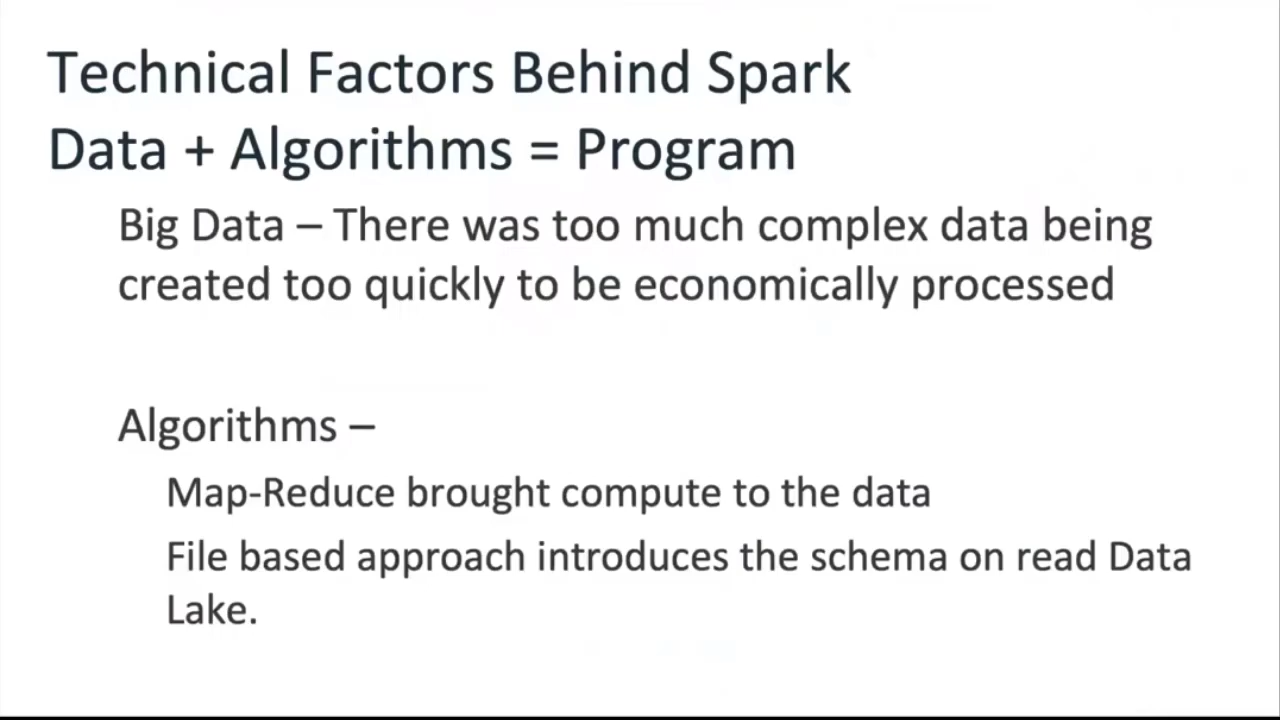 Technical Factors Behind Spark
Data + Algorithms = Program
Big Data – There was too much complex data being
created too quickly to be economically processed
Algorithms –
Map-Reduce brought compute to the data
File based approach introduces the schema on read Data
Lake.